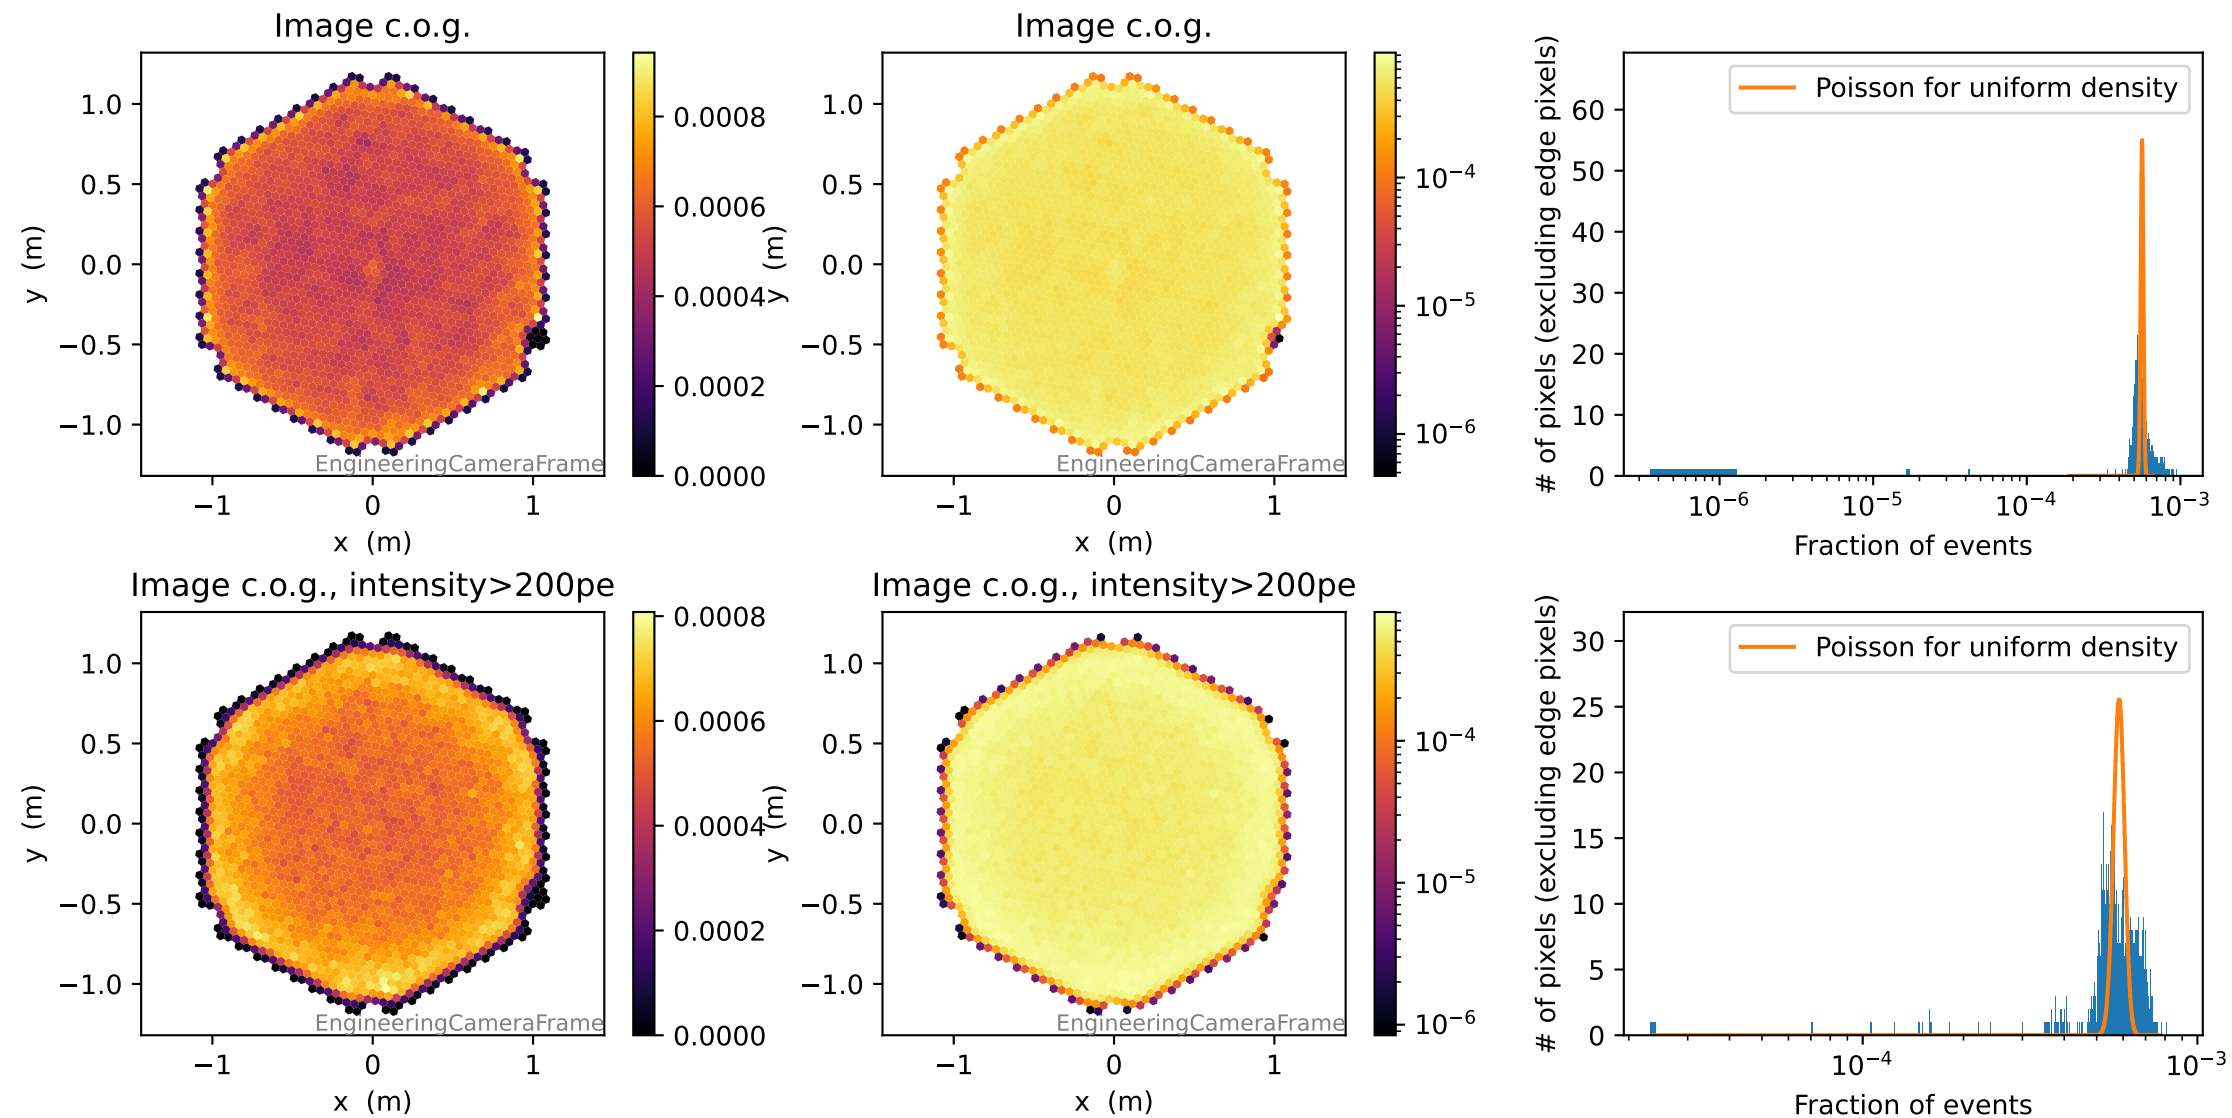 Image c.o.g.
1.0
0.5
0.0
−0.5
−1.0
y (m)
−1 0 1
x (m)
EngineeringCameraFrame
0.0008
0.0006
0.0004
0.0002
0.0000
Image c.o.g.
1.0
0.5
0.0
−0.5
−1.0
y (m)
−1 0 1
x (m)
EngineeringCameraFrame
10⁻⁴
10⁻⁵
10⁻⁶
Poisson for uniform density
60
50
40
30
20
10
0
# of pixels (excluding edge pixels)
10⁻⁶ 10⁻⁵ 10⁻⁴ 10⁻³
Fraction of events
Image c.o.g., intensity>200pe
1.0
0.5
0.0
−0.5
−1.0
y (m)
−1 0 1
x (m)
EngineeringCameraFrame
0.0008
0.0006
0.0004
0.0002
0.0000
Image c.o.g., intensity>200pe
1.0
0.5
0.0
−0.5
−1.0
y (m)
−1 0 1
x (m)
EngineeringCameraFrame
10⁻⁴
10⁻⁵
10⁻⁶
Poisson for uniform density
30
25
20
15
10
5
0
# of pixels (excluding edge pixels)
10⁻⁴ 10⁻³
Fraction of events